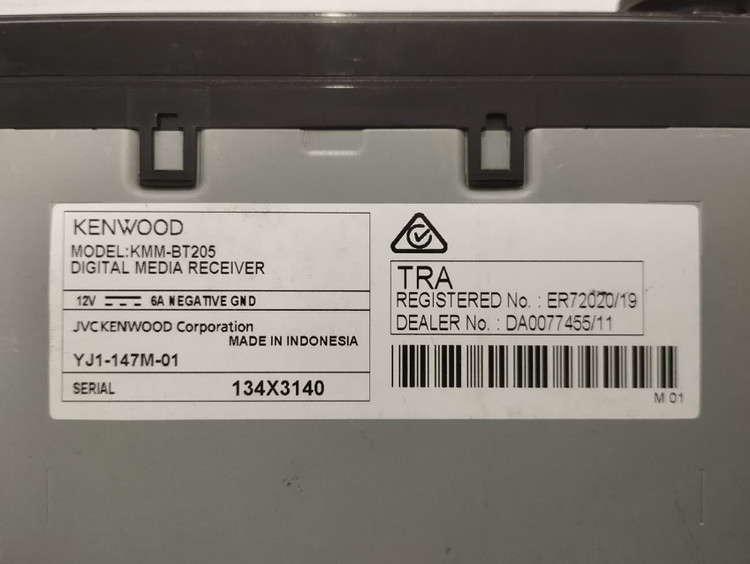 KENWOOD
MODEL:KMM-BT205
DIGITAL MEDIA RECEIVER
12V 6A NEGATIVE GND
JVCKENWOOD Corporation
MADE IN INDONESIA
YJ1-147M-01
SERIAL 134X3140
TRA
REGISTERED No. : ER72020/19
DEALER No. : DA0077455/11
M 01